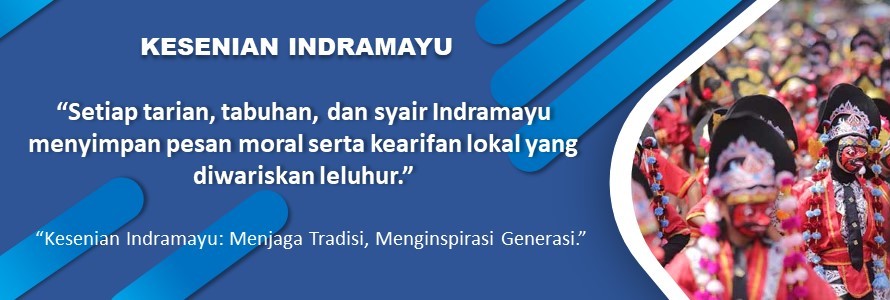 KESENIAN INDRAMAYU
“Setiap tarian, tabuhan, dan syair Indramayu
menyimpan pesan moral serta kearifan lokal yang
diwariskan leluhur.”
“Kesenian Indramayu: Menjaga Tradisi, Menginspirasi Generasi.”